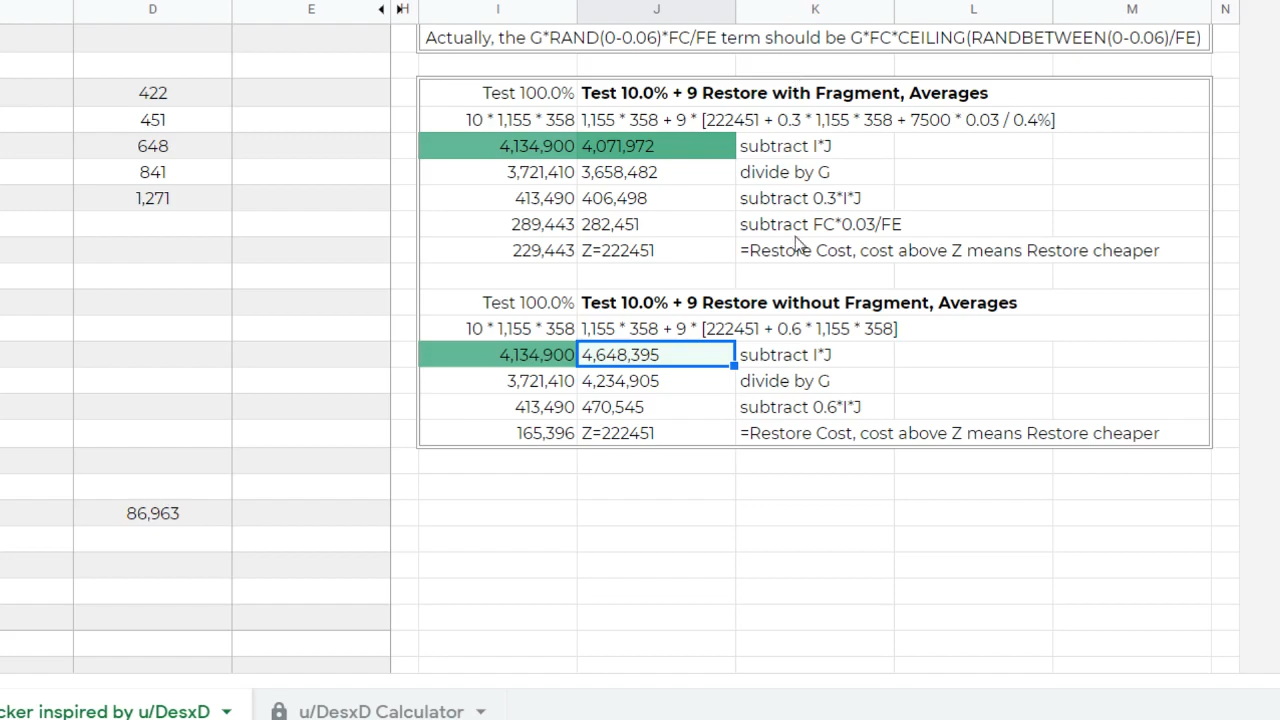 D E H I J K L M N
Actually, the G*RAND(0-0.06)*FC/FE term should be G*FC*CEILING(RANDBETWEEN(0-0.06)/FE)
422 Test 100.0% Test 10.0% + 9 Restore with Fragment, Averages
451 10 * 1,155 * 358 1,155 * 358 + 9 * [222451 + 0.3 * 1,155 * 358 + 7500 * 0.03 / 0.4%]
648 4,134,900 4,071,972 subtract I*J
841 3,721,410 3,658,482 divide by G
1,271 413,490 406,498 subtract 0.3*I*J
289,443 282,451 subtract FC*0.03/FE
229,443 Z=222451 =Restore Cost, cost above Z means Restore cheaper
Test 100.0% Test 10.0% + 9 Restore without Fragment, Averages
10 * 1,155 * 358 1,155 * 358 + 9 * [222451 + 0.6 * 1,155 * 358]
4,134,900 4,648,395 subtract I*J
3,721,410 4,234,905 divide by G
413,490 470,545 subtract 0.6*I*J
165,396 Z=222451 =Restore Cost, cost above Z means Restore cheaper
86,963
cker inspired by u/DesxD u/DesxD Calculator